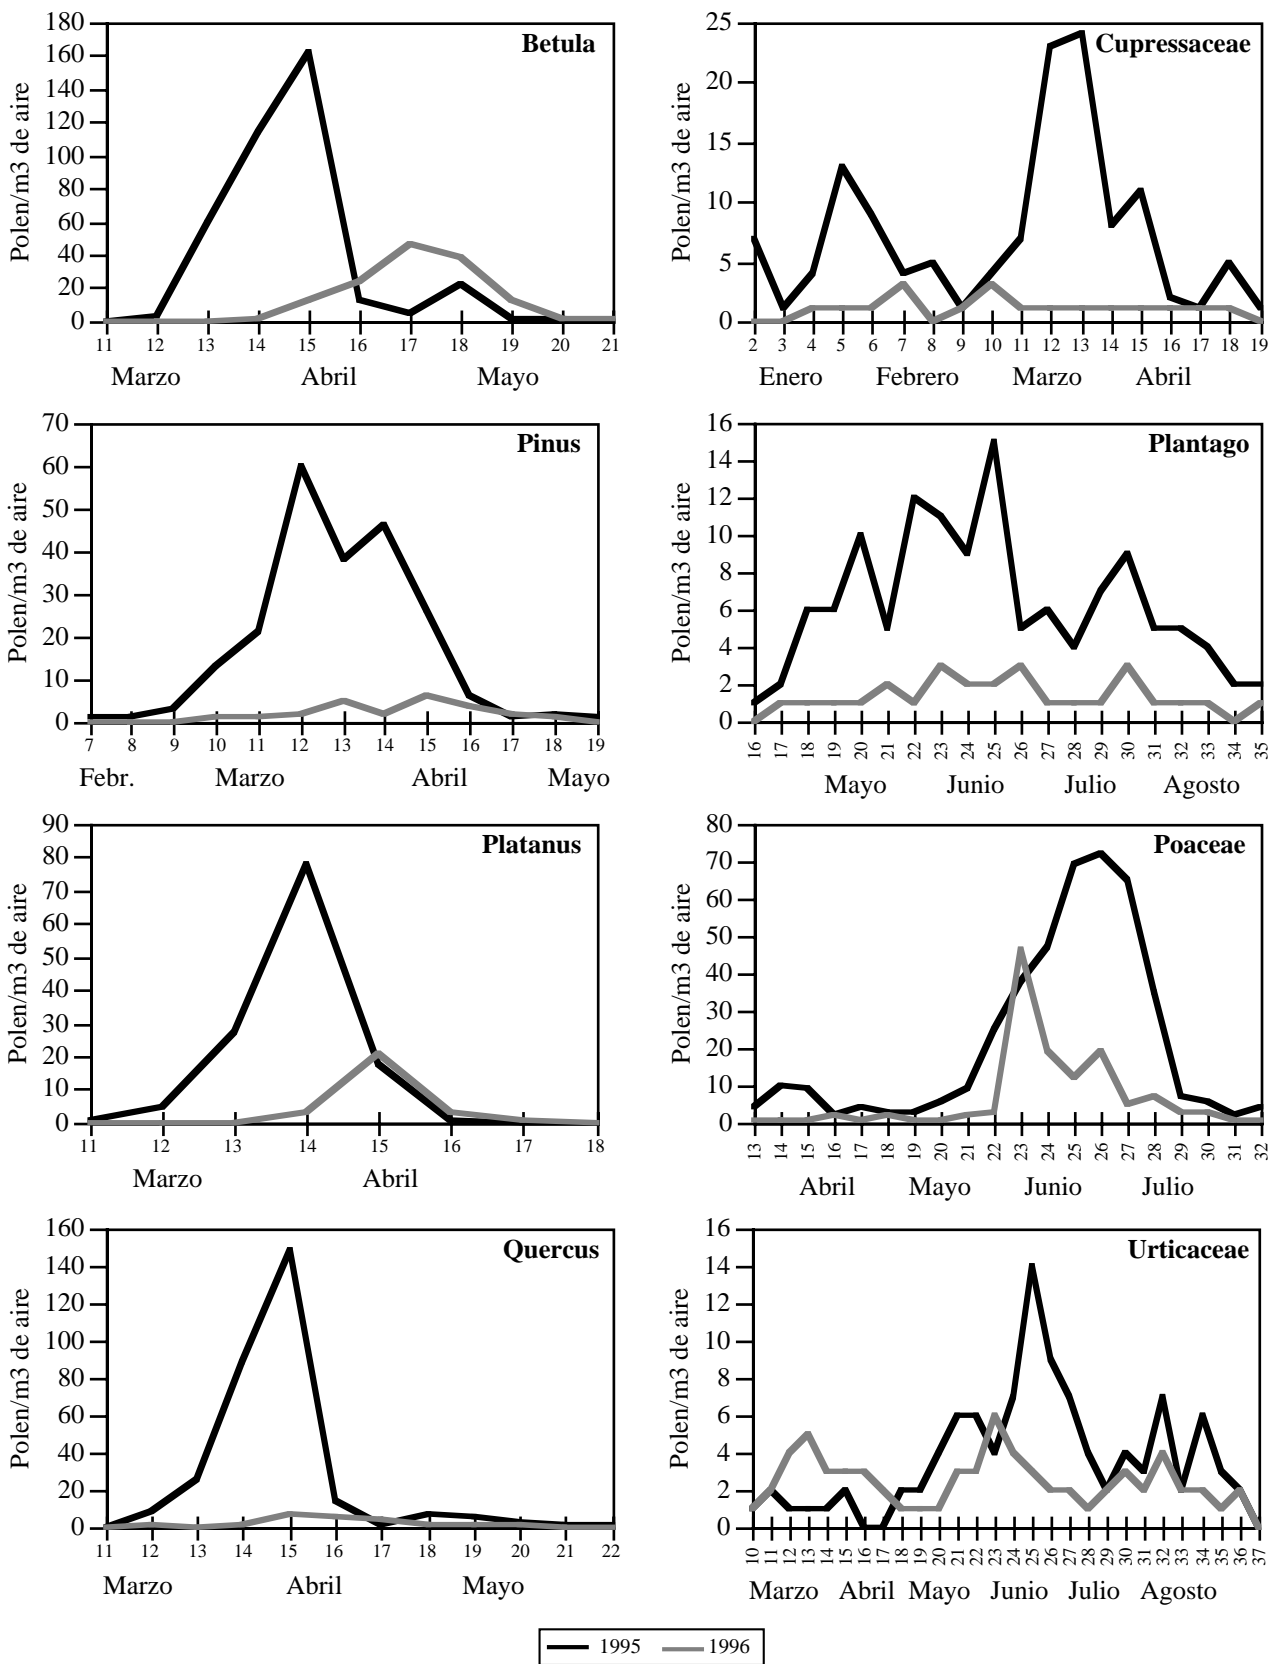 Betula
Polen/m3 de aire
180
160
140
120
100
80
60
40
20
0
11 12 13 14 15 16 17 18 19 20 21
Marzo Abril Mayo
Cupressaceae
Polen/m3 de aire
25
20
15
10
5
0
2 3 4 5 6 7 8 9 10 11 12 13 14 15 16 17 18 19
Enero Febrero Marzo Abril
Pinus
Polen/m3 de aire
70
60
50
40
30
20
10
0
7 8 9 10 11 12 13 14 15 16 17 18 19
Febr. Marzo Abril Mayo
Plantago
Polen/m3 de aire
16
14
12
10
8
6
4
2
0
16 17 18 19 20 21 22 23 24 25 26 27 28 29 30 31 32 33 34 35
Mayo Junio Julio Agosto
Platanus
Polen/m3 de aire
90
80
70
60
50
40
30
20
10
0
11 12 13 14 15 16 17 18
Marzo Abril
Poaceae
Polen/m3 de aire
80
70
60
50
40
30
20
10
0
13 14 15 16 17 18 19 20 21 22 23 24 25 26 27 28 29 30 31 32
Abril Mayo Junio Julio
Quercus
Polen/m3 de aire
160
140
120
100
80
60
40
20
0
11 12 13 14 15 16 17 18 19 20 21 22
Marzo Abril Mayo
Urticaceae
Polen/m3 de aire
16
14
12
10
8
6
4
2
0
10 11 12 13 14 15 16 17 18 19 20 21 22 23 24 25 26 27 28 29 30 31 32 33 34 35 36 37
Marzo Abril Mayo Junio Julio Agosto
1995 1996